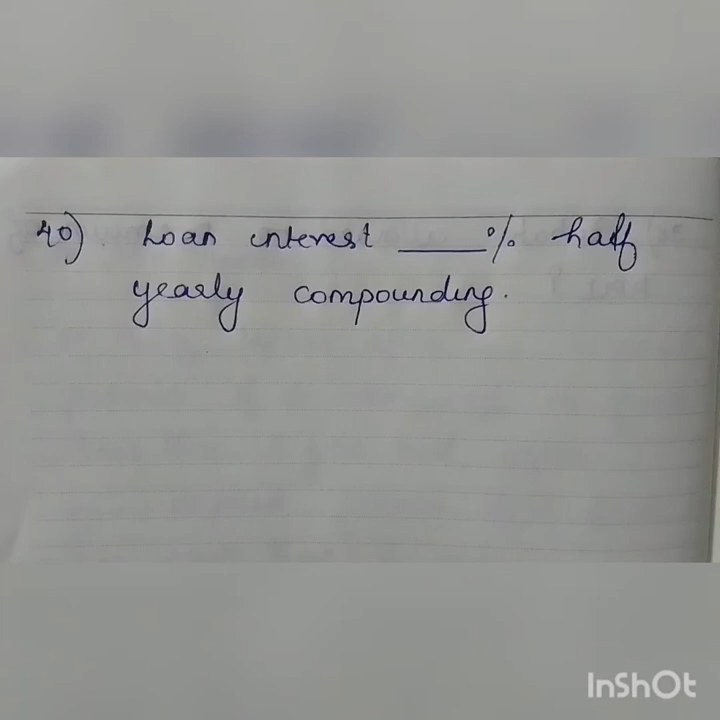 40) Loan interest ____% half
yearly compounding.
InShOt